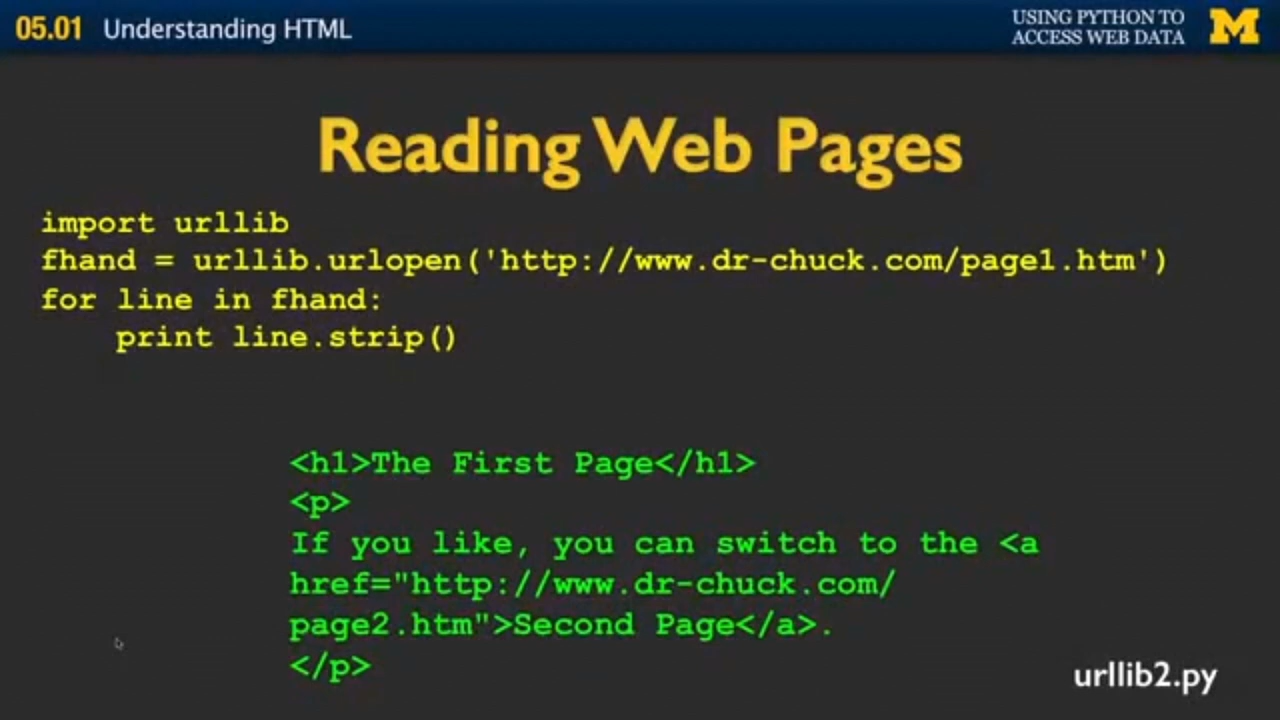 05.01 Understanding HTML
USING PYTHON TO
ACCESS WEB DATA
M
Reading Web Pages
import urllib
fhand = urllib.urlopen('http://www.dr-chuck.com/page1.htm')
for line in fhand:
    print line.strip()
<h1>The First Page</h1>
<p>
If you like, you can switch to the <a
href="http://www.dr-chuck.com/
page2.htm">Second Page</a>.
</p>
urllib2.py